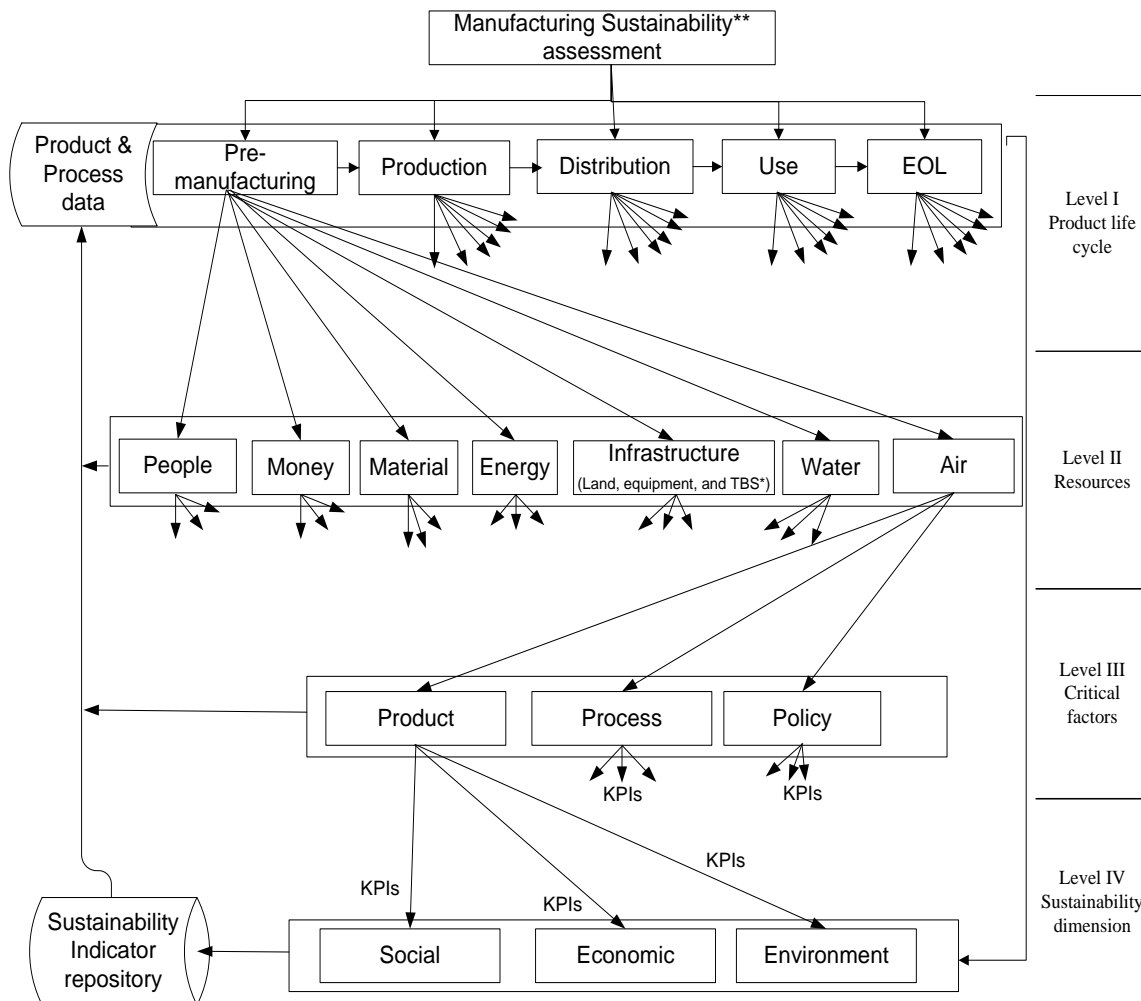 Manufacturing Sustainability**
assessment
Product &
Process
data
Pre-
manufacturing
Production
Distribution
Use
EOL
Level I
Product life
cycle
People
Money
Material
Energy
Infrastructure
(Land, equipment, and TBS*)
Water
Air
Level II
Resources
Product
Process
Policy
Level III
Critical
factors
KPIs
KPIs
KPIs
KPIs
KPIs
Level IV
Sustainability
dimension
Sustainability
Indicator
repository
Social
Economic
Environment